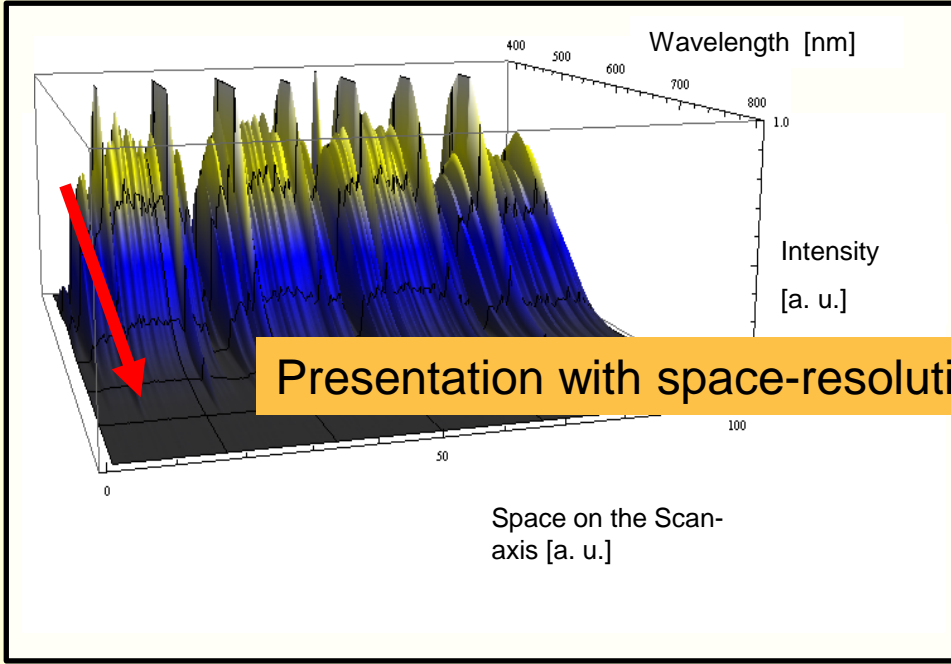 Wavelength [nm]
400
500
600
700
800
1.0
Intensity
[a. u.]
Presentation with space-resoluti
100
50
0
Space on the Scan-
axis [a. u.]